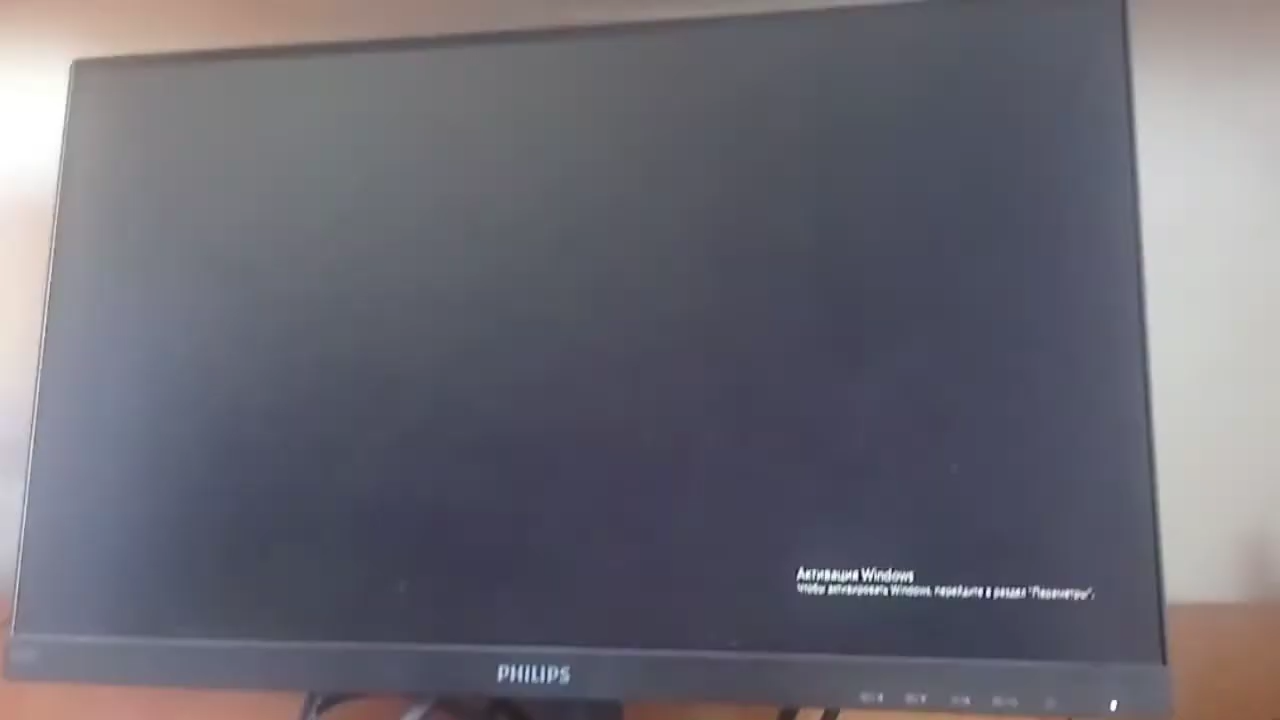 Активация Windows
Чтобы активировать Windows, перейдите в раздел "Параметры".
PHILIPS